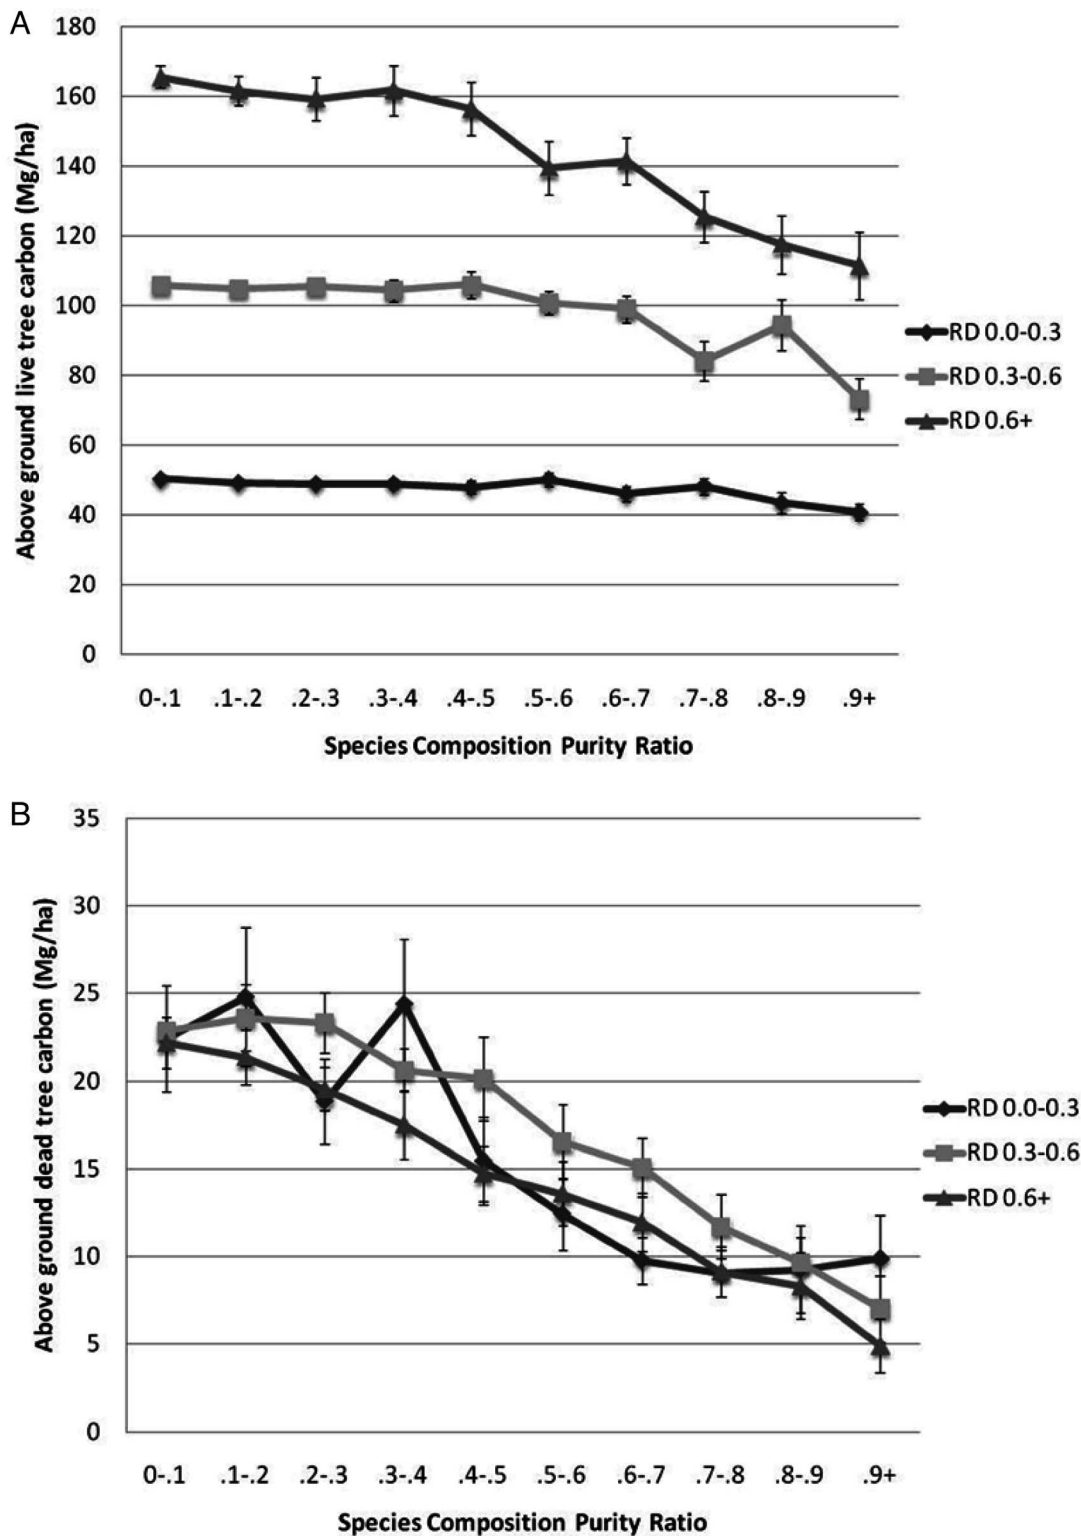 A
180
160
140
120
100
80
60
40
20
0
Above ground live tree carbon (Mg/ha)
RD 0.0-0.3
RD 0.3-0.6
RD 0.6+
0-.1 .1-.2 .2-.3 .3-.4 .4-.5 .5-.6 .6-.7 .7-.8 .8-.9 .9+
Species Composition Purity Ratio
B
35
30
25
20
15
10
5
0
Above ground dead tree carbon (Mg/ha)
RD 0.0-0.3
RD 0.3-0.6
RD 0.6+
0-.1 .1-.2 .2-.3 .3-.4 .4-.5 .5-.6 .6-.7 .7-.8 .8-.9 .9+
Species Composition Purity Ratio